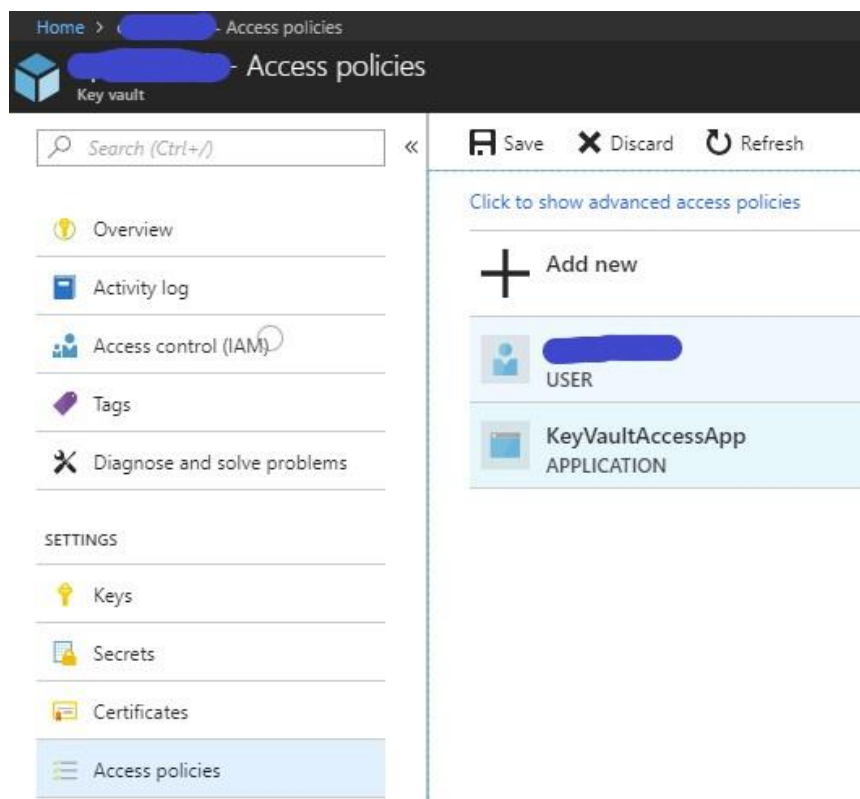 Home > - Access policies
- Access policies
Key vault
Search (Ctrl+/)
«
Save Discard Refresh
Click to show advanced access policies
Overview
Add new
Activity log
Access control (IAM)
USER
Tags
KeyVaultAccessApp
APPLICATION
Diagnose and solve problems
SETTINGS
Keys
Secrets
Certificates
Access policies